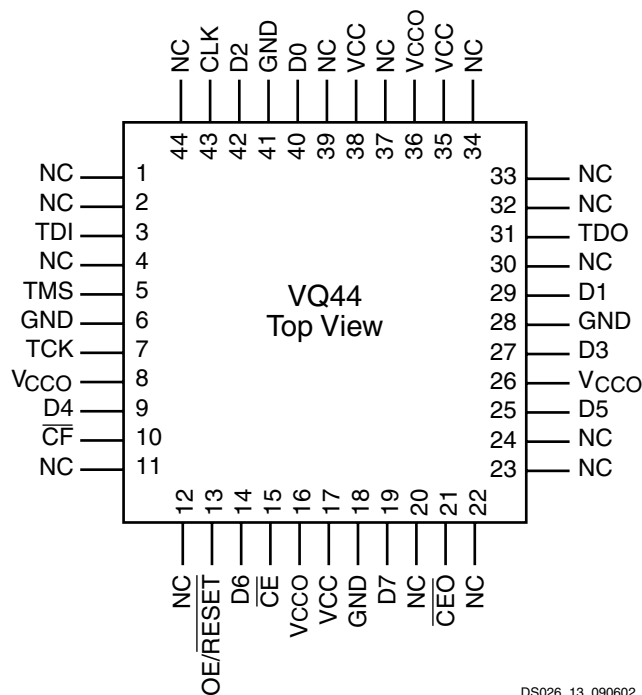 NC
CLK
D2
GND
D0
NC
VCC
NC
VCCO
VCC
NC
44
43
42
41
40
39
38
37
36
35
34
NC 1
NC 2
TDI 3
NC 4
TMS 5
GND 6
TCK 7
VCCO 8
D4 9
CF 10
NC 11
VQ44
Top View
33 NC
32 NC
31 TDO
30 NC
29 D1
28 GND
27 D3
26 VCCO
25 D5
24 NC
23 NC
12
13
14
15
16
17
18
19
20
21
22
NC
OE/RESET
D6
CE
VCCO
VCC
GND
D7
NC
CEO
NC
DS026_13_090602